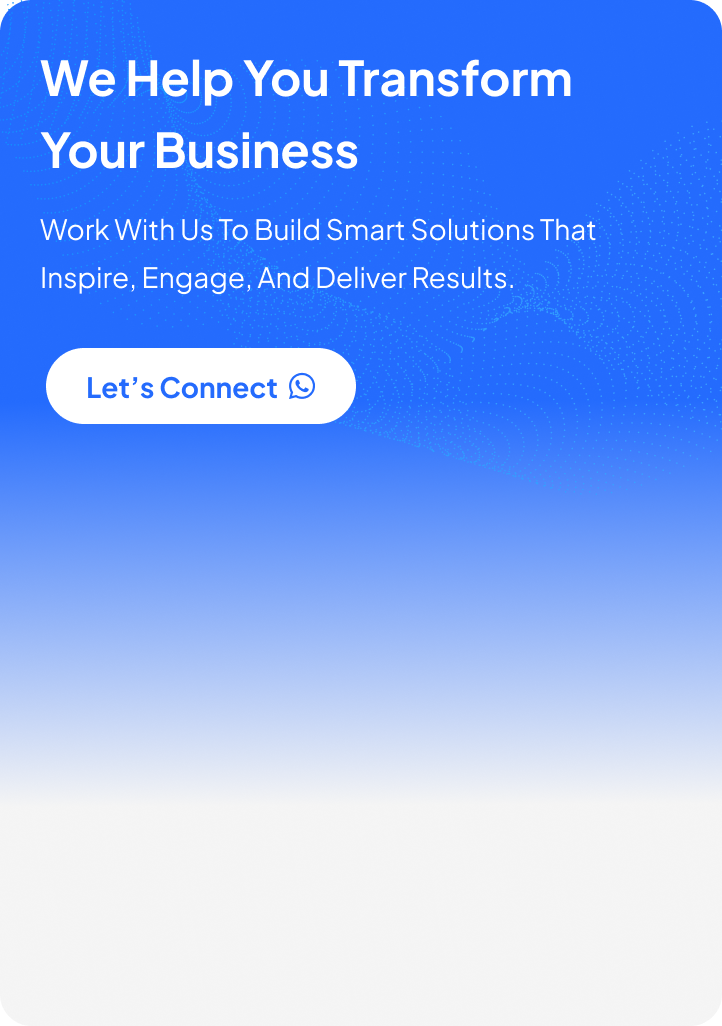 We Help You Transform
Your Business
Work With Us To Build Smart Solutions That
Inspire, Engage, And Deliver Results.
Let’s Connect